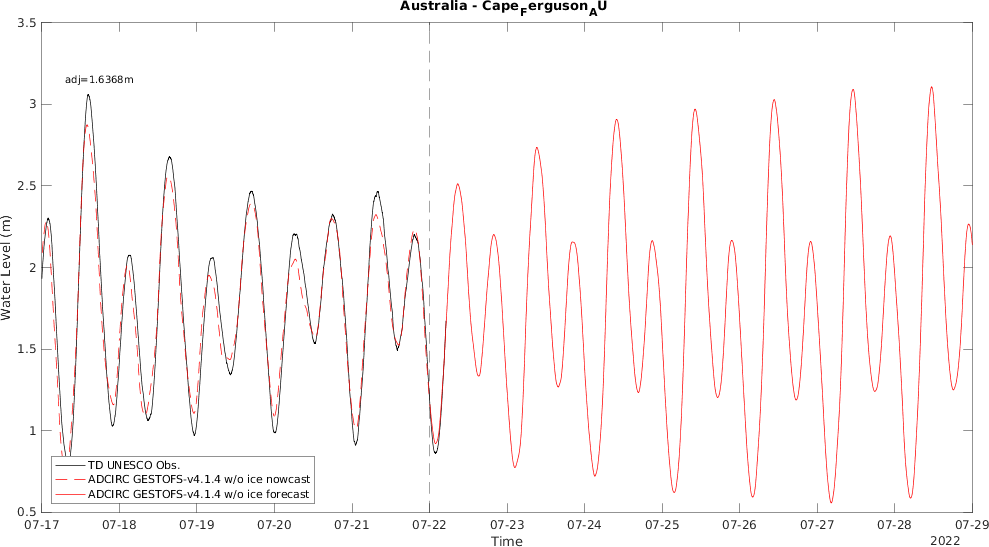 Australia - CapeFergusonAU
adj=1.6368m
Water Level (m)
3.5
3
2.5
2
1.5
1
0.5
TD UNESCO Obs.
ADCIRC GESTOFS-v4.1.4 w/o ice nowcast
ADCIRC GESTOFS-v4.1.4 w/o ice forecast
07-17 07-18 07-19 07-20 07-21 07-22 07-23 07-24 07-25 07-26 07-27 07-28 07-29
Time
2022